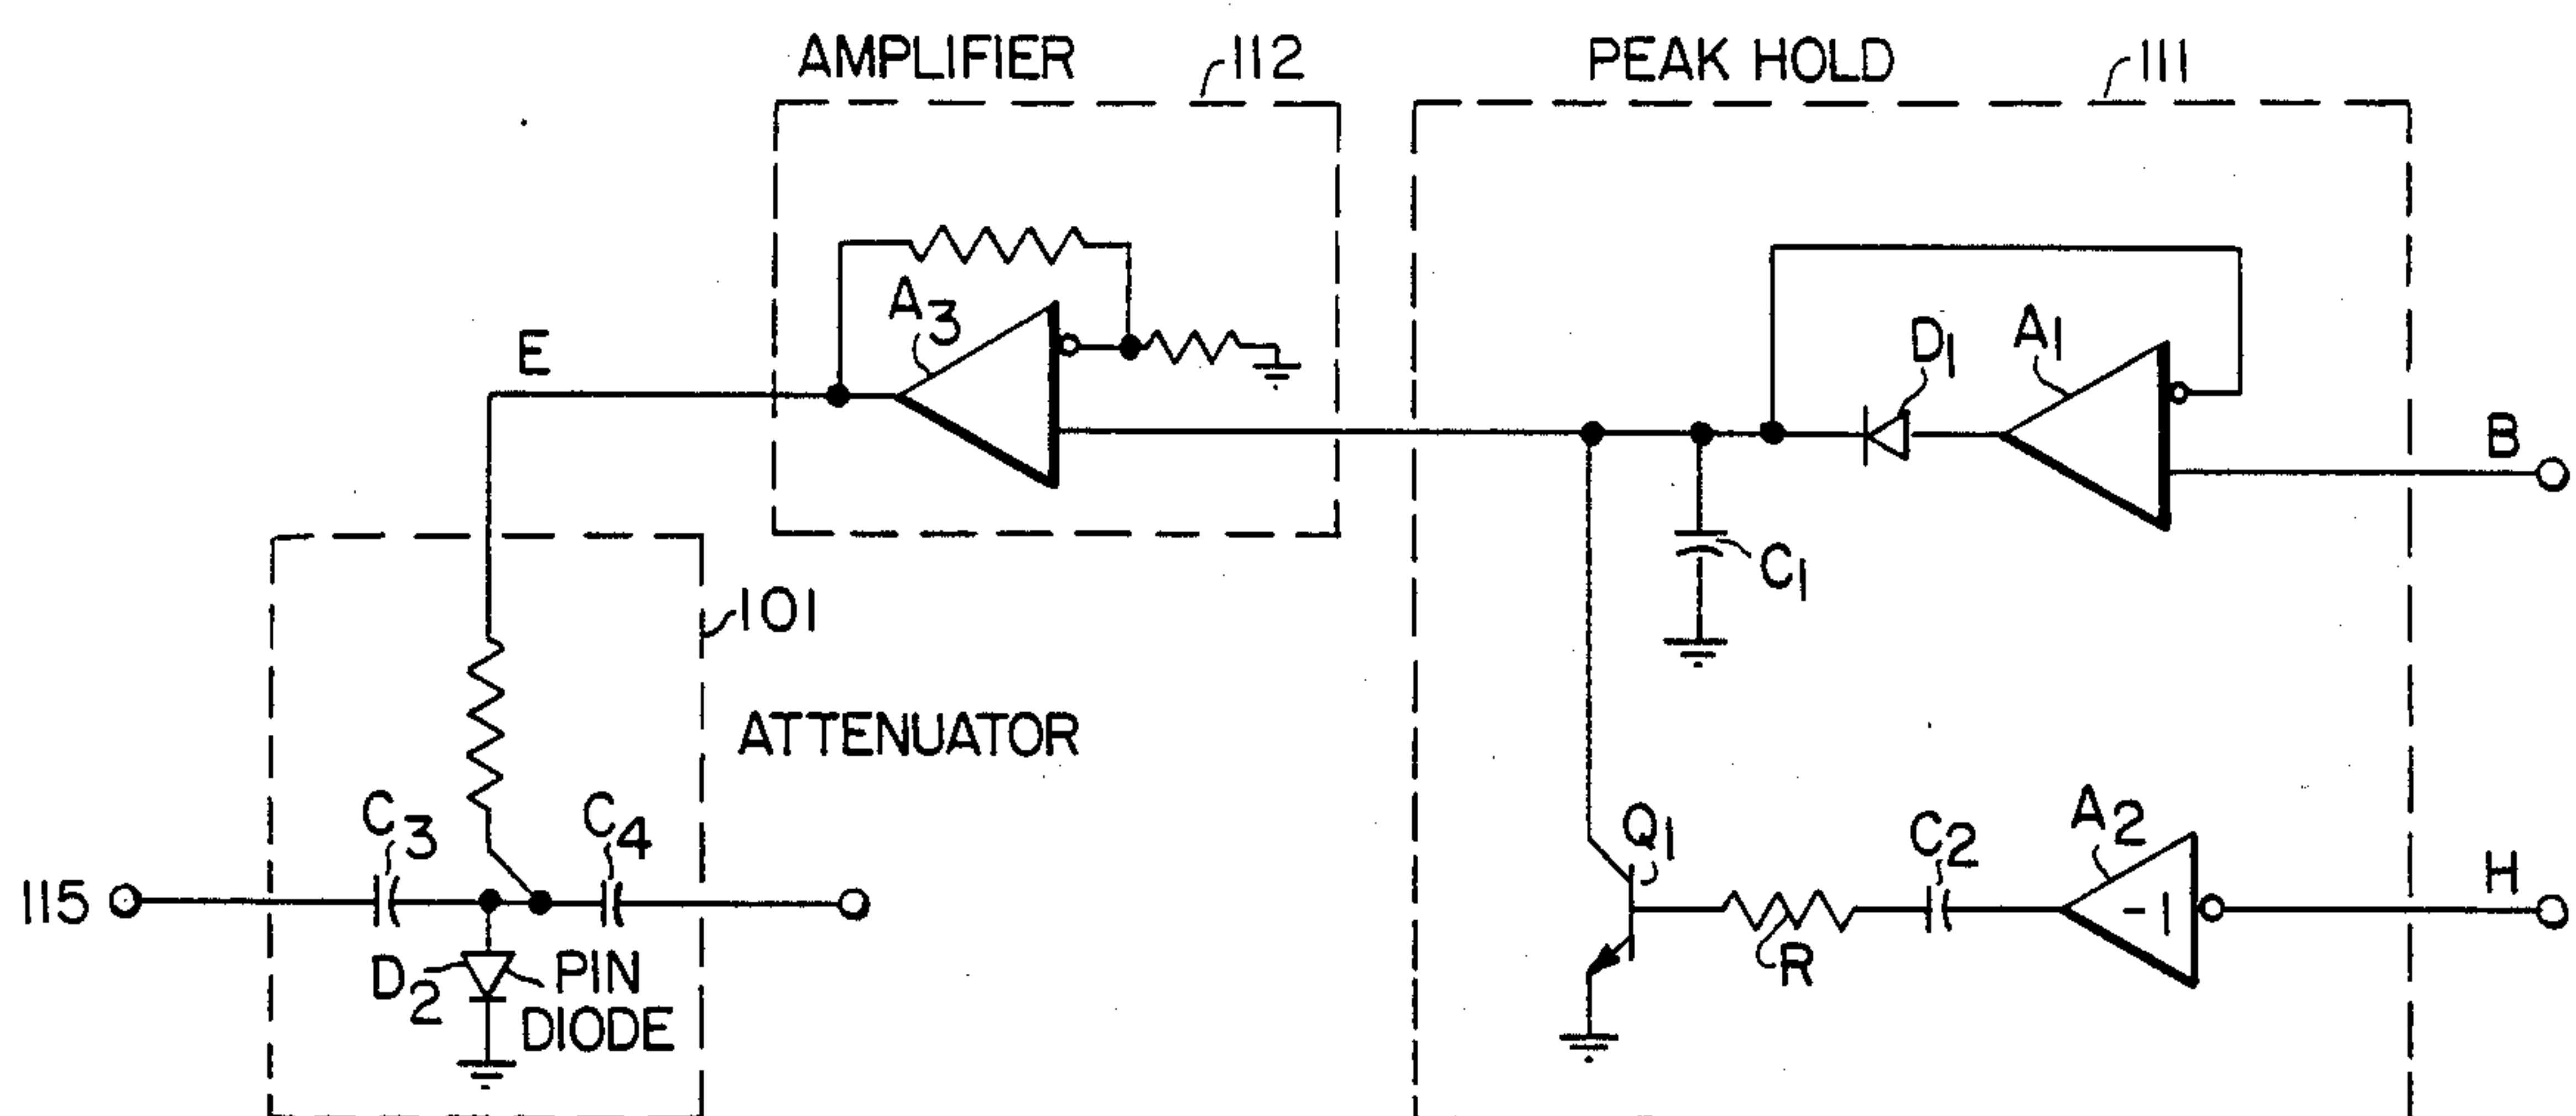 AMPLIFIER
112
PEAK HOLD
111
A3
E
D1
A1
B
C1
101
ATTENUATOR
C3
C4
Q1
C2
A2
-1
H
115
R
D2
PIN
DIODE